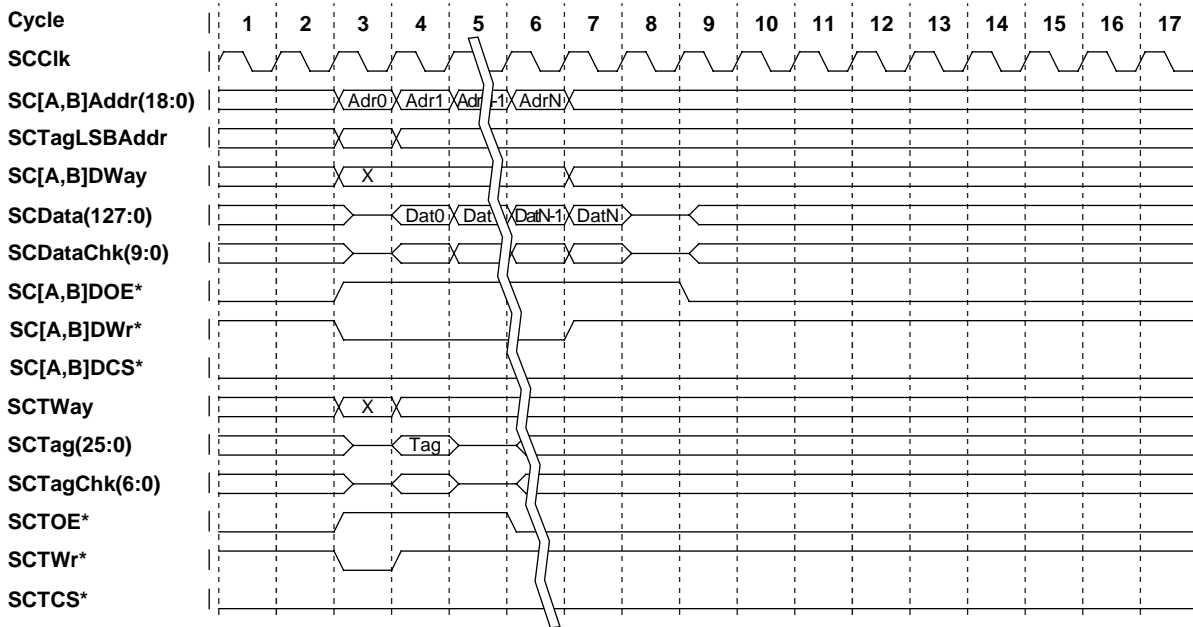 Cycle 1 2 3 4 5 6 7 8 9 10 11 12 13 14 15 16 17
SCClk
SC[A,B]Addr(18:0) Adr0 Adr1 AdrN
SCTagLSBAddr
SC[A,B]DWay X
SCData(127:0) Dat0 Dat DatN-1 DatN
SCDataChk(9:0)
SC[A,B]DOE*
SC[A,B]DWr*
SC[A,B]DCS*
SCTWay X
SCTag(25:0) Tag
SCTagChk(6:0)
SCTOE*
SCTWr*
SCTCS*